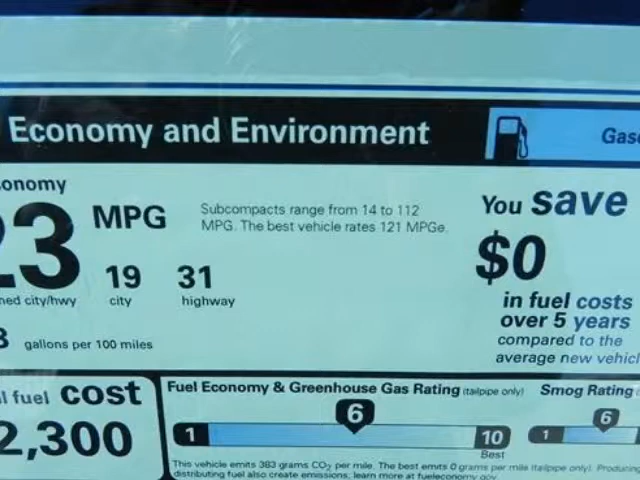 Economy and Environment
Gaso
onomy
23 MPG
Subcompacts range from 14 to 112
MPG. The best vehicle rates 121 MPGe.
19 31
ned city/hwy city highway
3 gallons per 100 miles
You save
$0
in fuel costs
over 5 years
compared to the
average new vehicl
l fuel cost
2,300
Fuel Economy & Greenhouse Gas Rating (tailpipe only)
1 6 10
Best
This vehicle emits 383 grams CO2 per mile. The best emits 0 grams per mile (tailpipe only). Producing
distributing fuel also create emissions; learn more at fueleconomy.gov.
Smog Rating
1 6